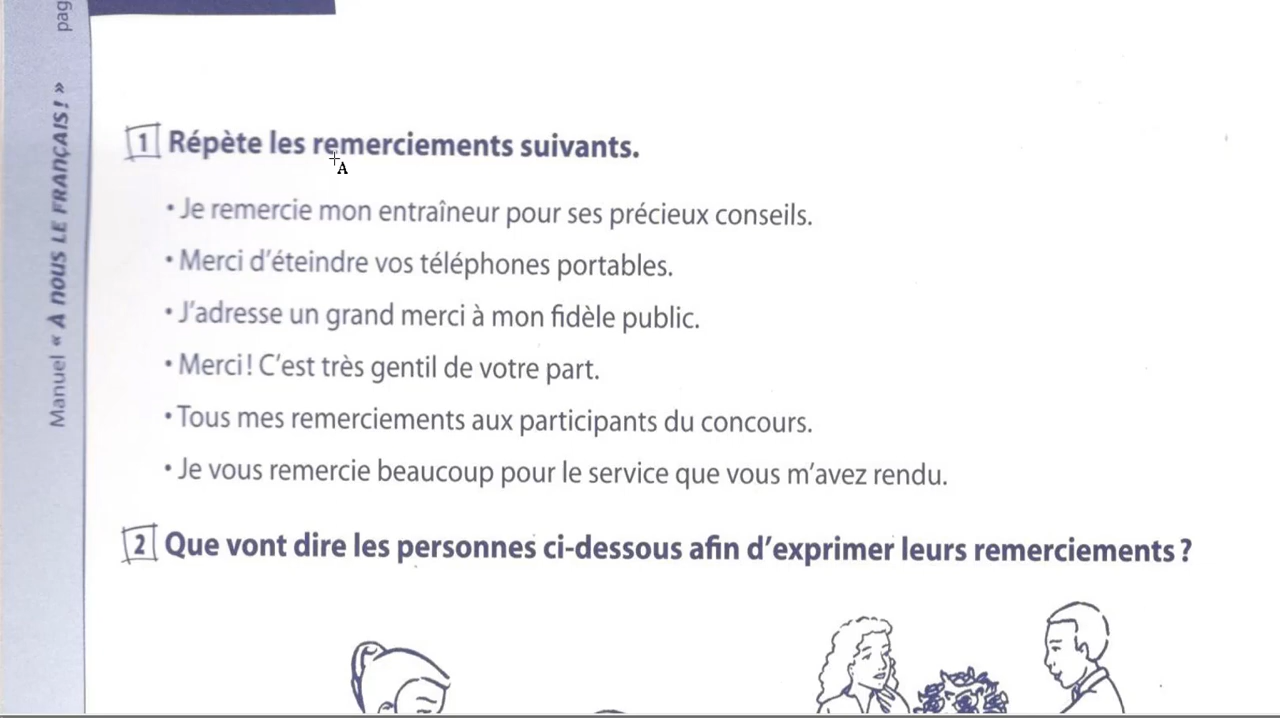 pag
Manuel « À NOUS LE FRANÇAIS! »
1 Répète les remerciements suivants.
• Je remercie mon entraîneur pour ses précieux conseils.
• Merci d'éteindre vos téléphones portables.
• J'adresse un grand merci à mon fidèle public.
• Merci! C'est très gentil de votre part.
• Tous mes remerciements aux participants du concours.
• Je vous remercie beaucoup pour le service que vous m'avez rendu.
2 Que vont dire les personnes ci-dessous afin d'exprimer leurs remerciements ?